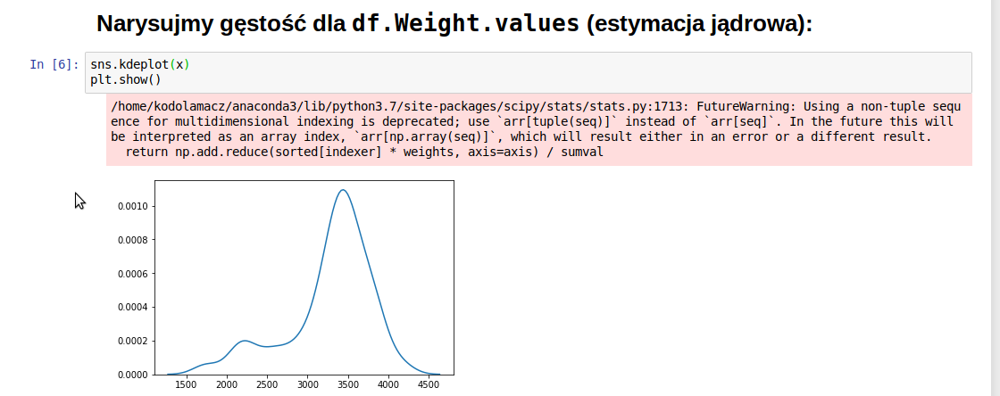 Narysujmy gęstość dla df.Weight.values (estymacja jądrowa):
In [6]: sns.kdeplot(x)
plt.show()
/home/kodolamacz/anaconda3/lib/python3.7/site-packages/scipy/stats/stats.py:1713: FutureWarning: Using a non-tuple sequ
ence for multidimensional indexing is deprecated; use `arr[tuple(seq)]` instead of `arr[seq]`. In the future this will
be interpreted as an array index, `arr[np.array(seq)]`, which will result either in an error or a different result.
return np.add.reduce(sorted[indexer] * weights, axis=axis) / sumval
0.0010
0.0008
0.0006
0.0004
0.0002
0.0000
1500 2000 2500 3000 3500 4000 4500